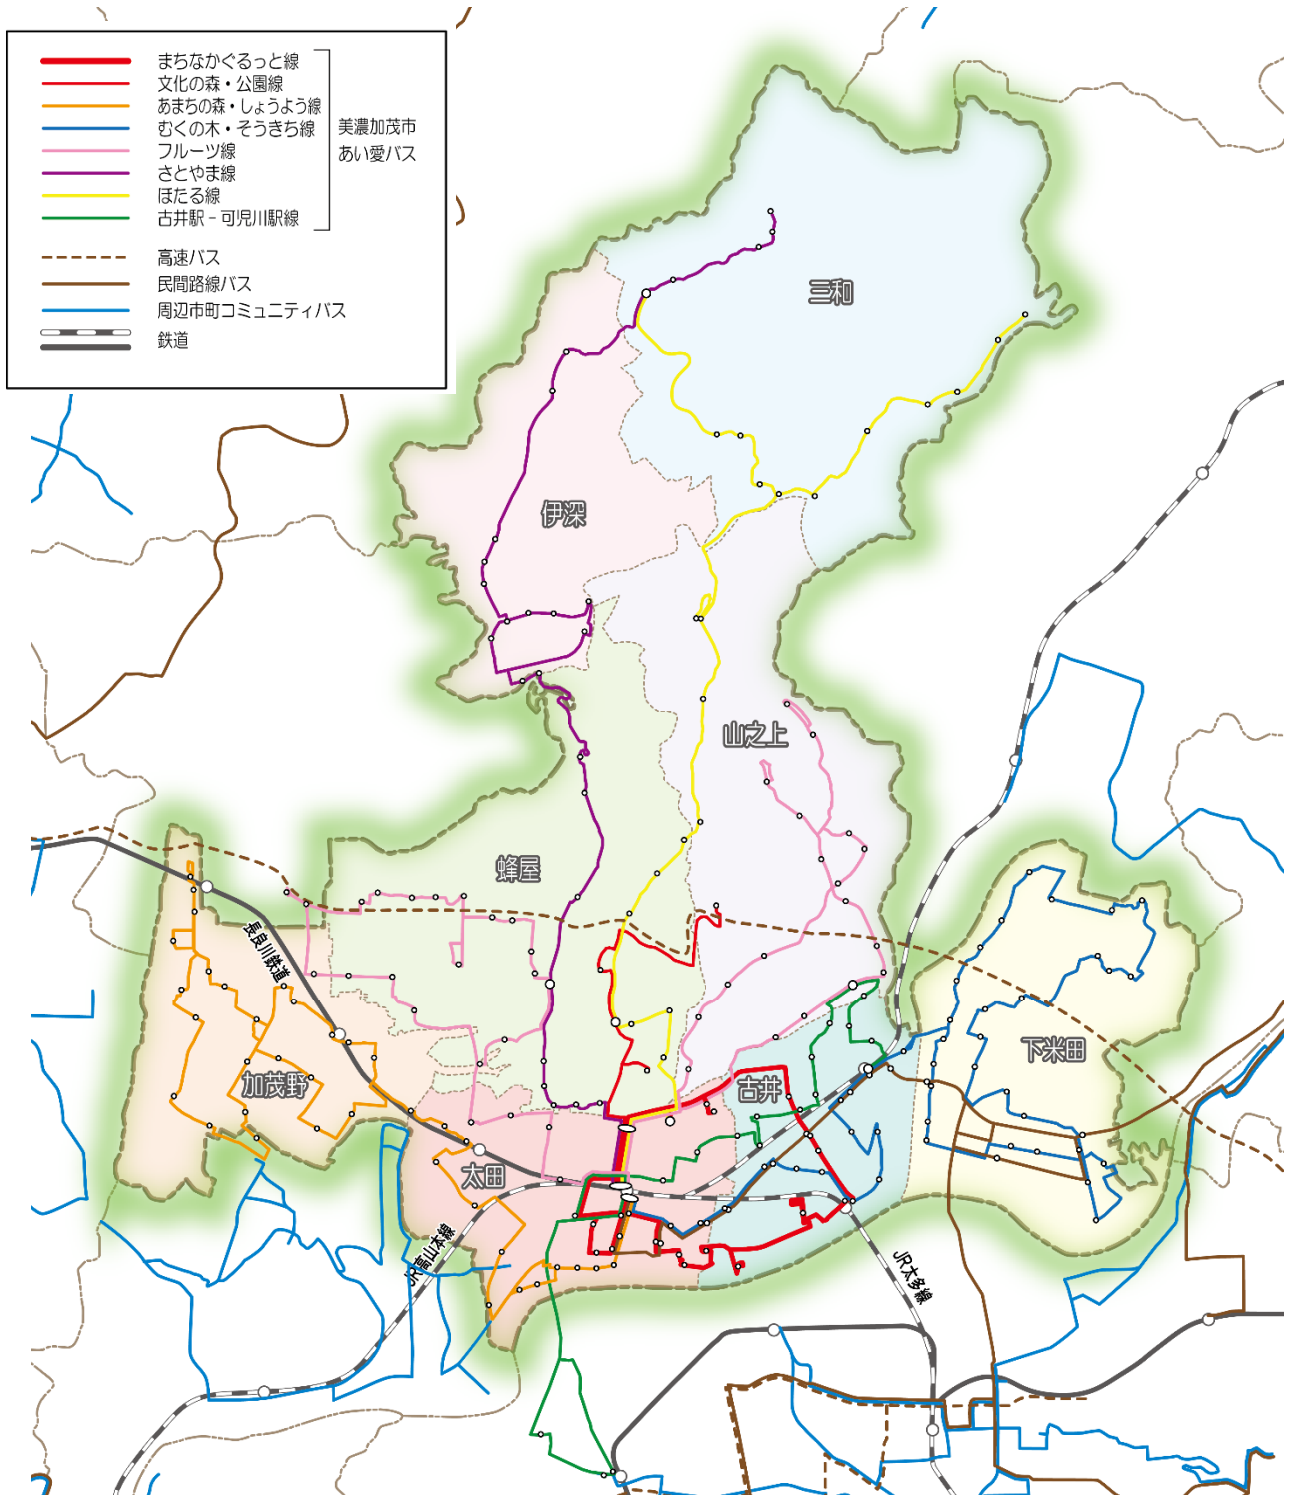 まちなかぐるっと線
文化の森・公園線
あまちの森・しょうよう線
むくの木・そうきち線
フルーツ線
さとやま線
ほたる線
古井駅－可児川駅線
美濃加茂市
あい愛バス
高速バス
民間路線バス
周辺市町コミュニティバス
鉄道
三和
伊深
山之上
蜂屋
長良川鉄道
加茂野
下米田
古井
太田
JR高山本線
JR太多線